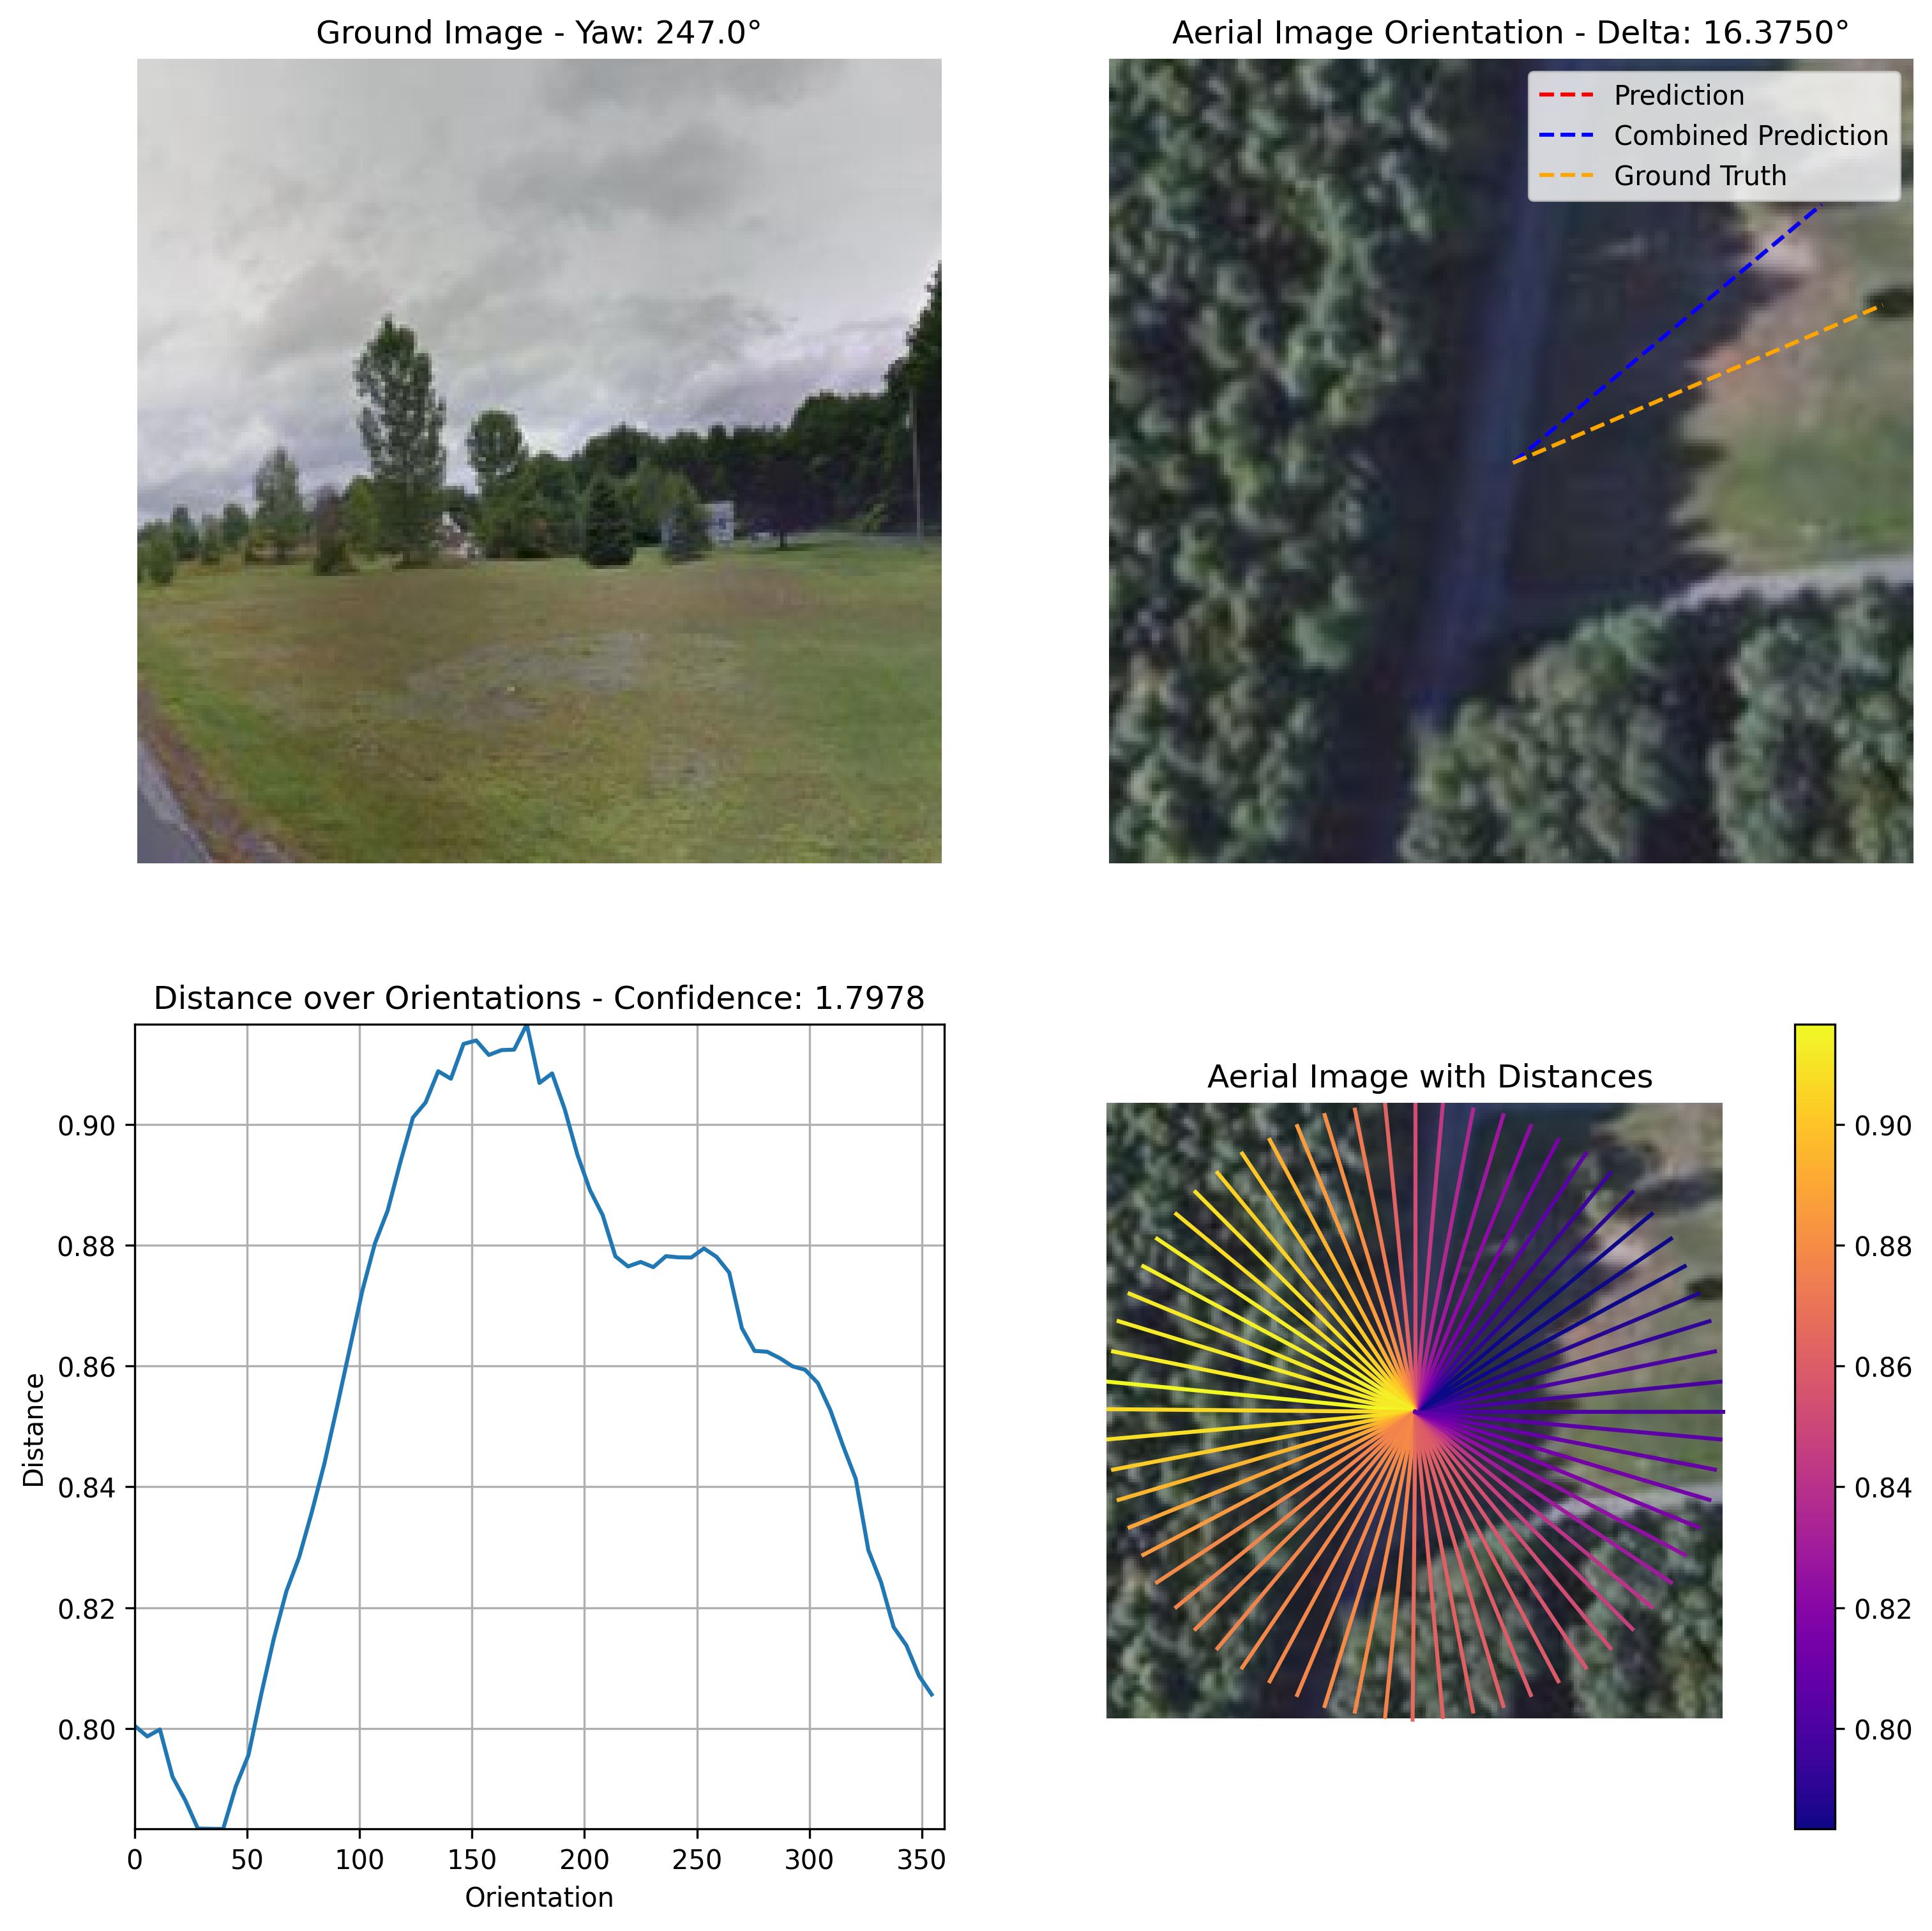 Ground Image - Yaw: 247.0°
Aerial Image Orientation - Delta: 16.3750°
Prediction
Combined Prediction
Ground Truth
Distance over Orientations - Confidence: 1.7978
0.90
0.88
0.86
0.84
0.82
0.80
Distance
0
50
100
150
200
250
300
350
Orientation
Aerial Image with Distances
0.90
0.88
0.86
0.84
0.82
0.80